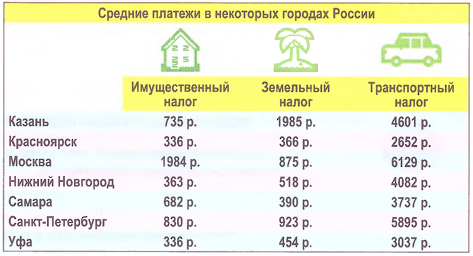 Средние платежи в некоторых городах России
Имущественный налог Земельный налог Транспортный налог
Казань 735 р. 1985 р. 4601 р.
Красноярск 336 р. 366 р. 2652 р.
Москва 1984 р. 875 р. 6129 р.
Нижний Новгород 363 р. 518 р. 4082 р.
Самара 682 р. 390 р. 3737 р.
Санкт-Петербург 830 р. 923 р. 5895 р.
Уфа 336 р. 454 р. 3037 р.